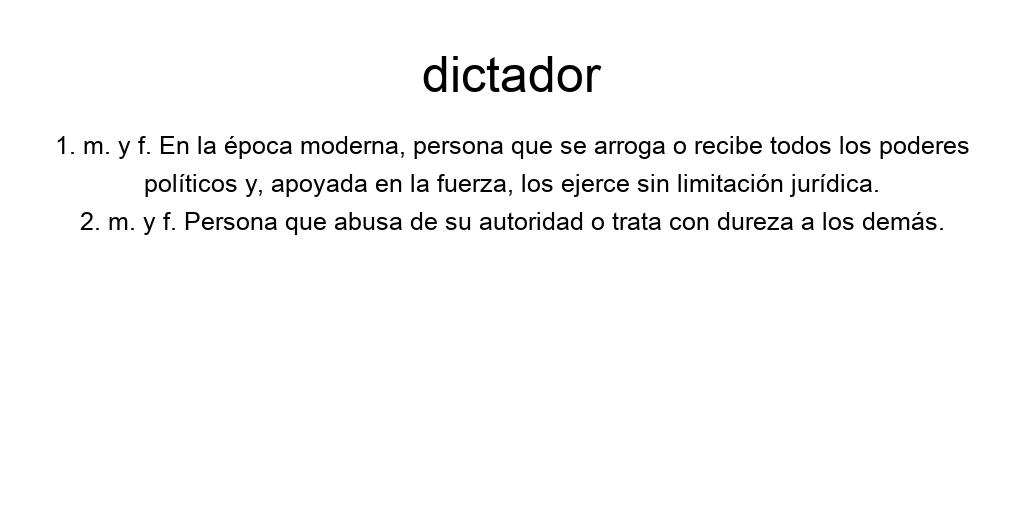 dictador
1. m. y f. En la época moderna, persona que se arroga o recibe todos los poderes
políticos y, apoyada en la fuerza, los ejerce sin limitación jurídica.
2. m. y f. Persona que abusa de su autoridad o trata con dureza a los demás.